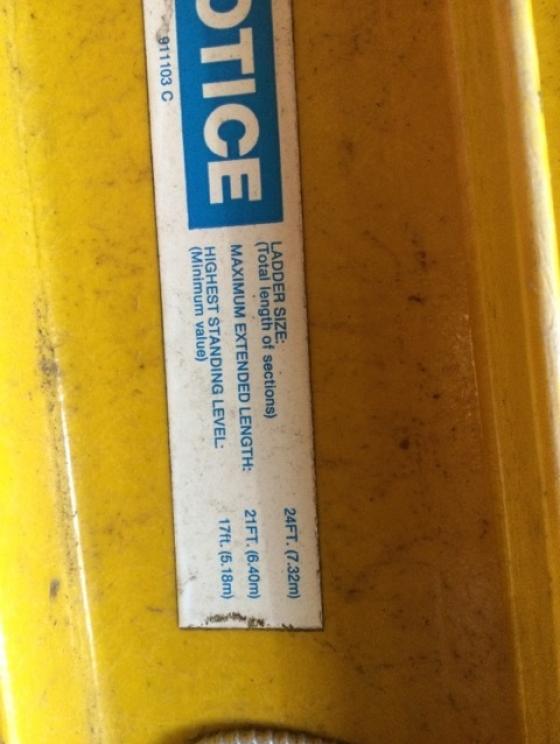 OTICE
911103 C
LADDER SIZE: 24FT. (7.32m)
(Total length of sections)
MAXIMUM EXTENDED LENGTH: 21FT. (6.40m)
HIGHEST STANDING LEVEL: 17ft. (5.18m)
(Minimum value)